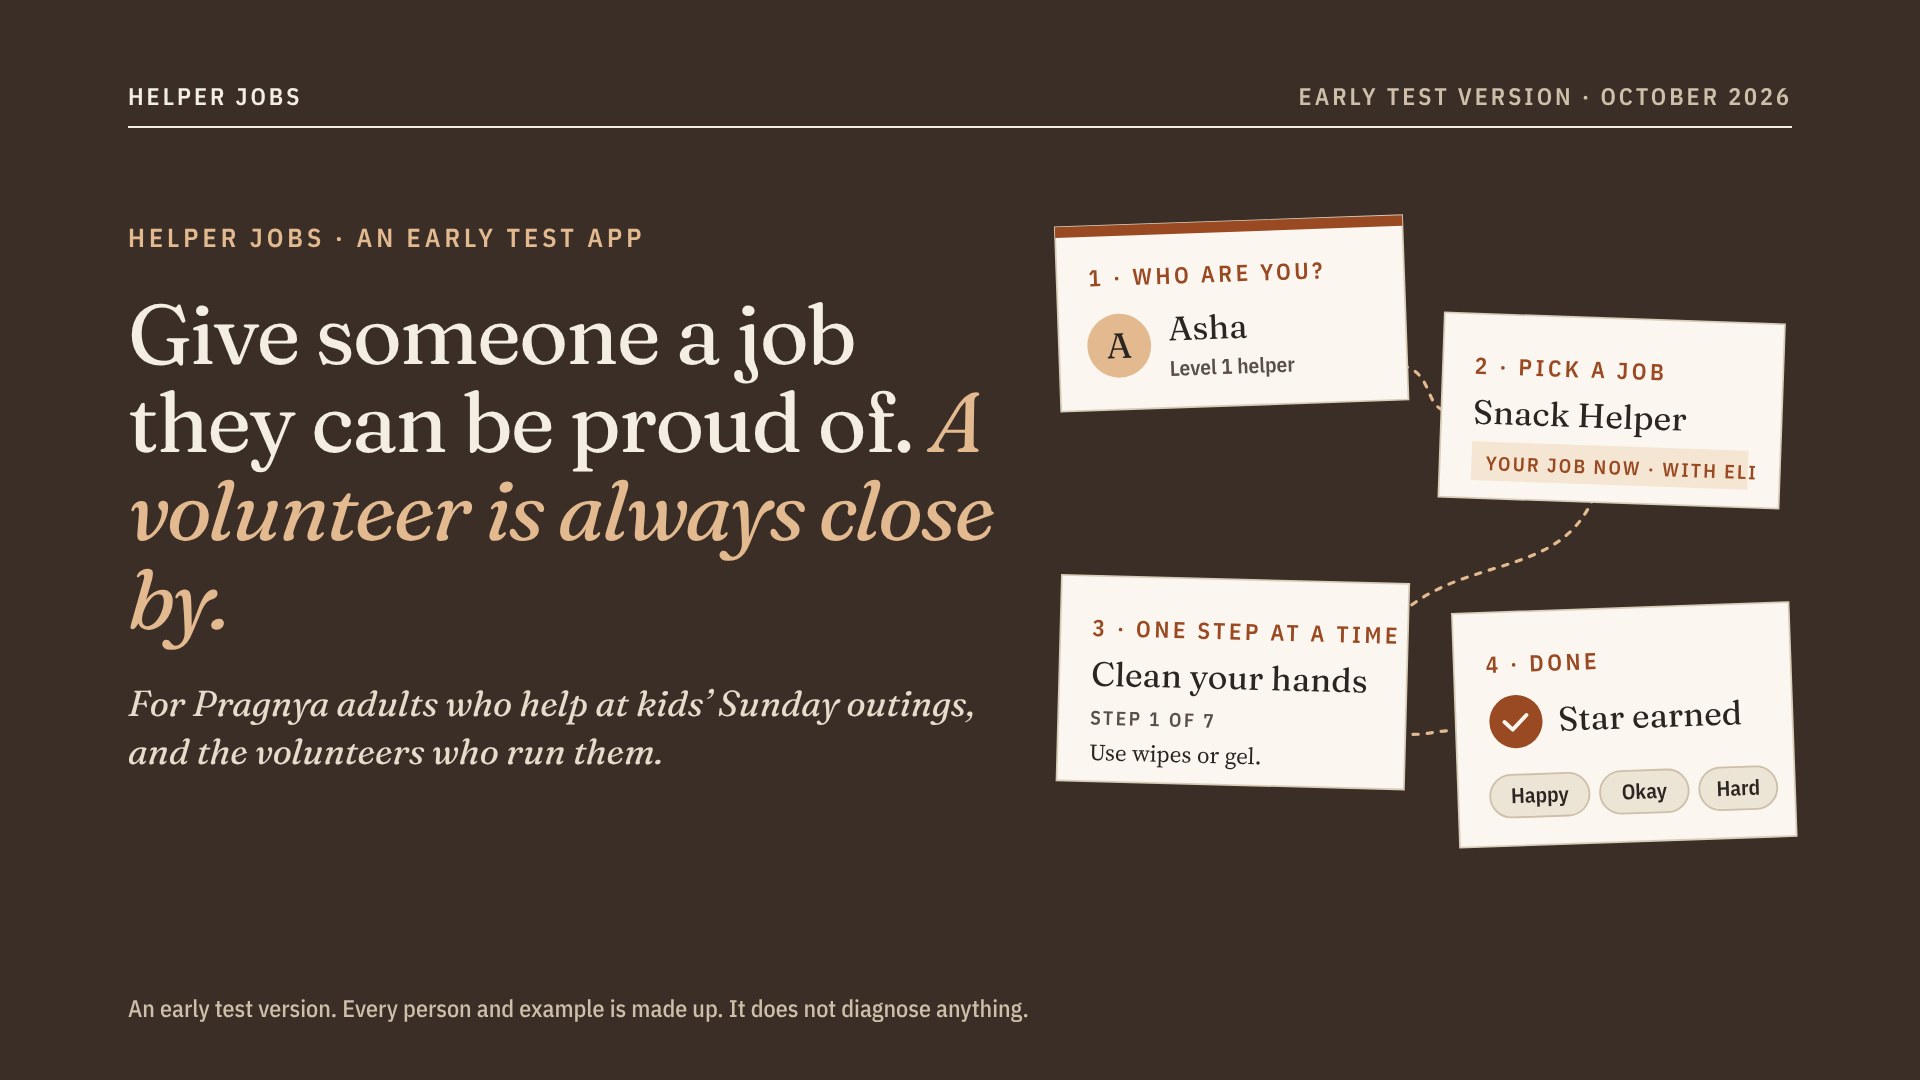 HELPER JOBS
EARLY TEST VERSION · OCTOBER 2026
HELPER JOBS · AN EARLY TEST APP
Give someone a job
they can be proud of. A
volunteer is always close
by.
For Pragnya adults who help at kids’ Sunday outings,
and the volunteers who run them.
1 · WHO ARE YOU?
A
Asha
Level 1 helper
2 · PICK A JOB
Snack Helper
YOUR JOB NOW · WITH ELI
3 · ONE STEP AT A TIME
Clean your hands
STEP 1 OF 7
Use wipes or gel.
4 · DONE
Star earned
Happy
Okay
Hard
An early test version. Every person and example is made up. It does not diagnose anything.